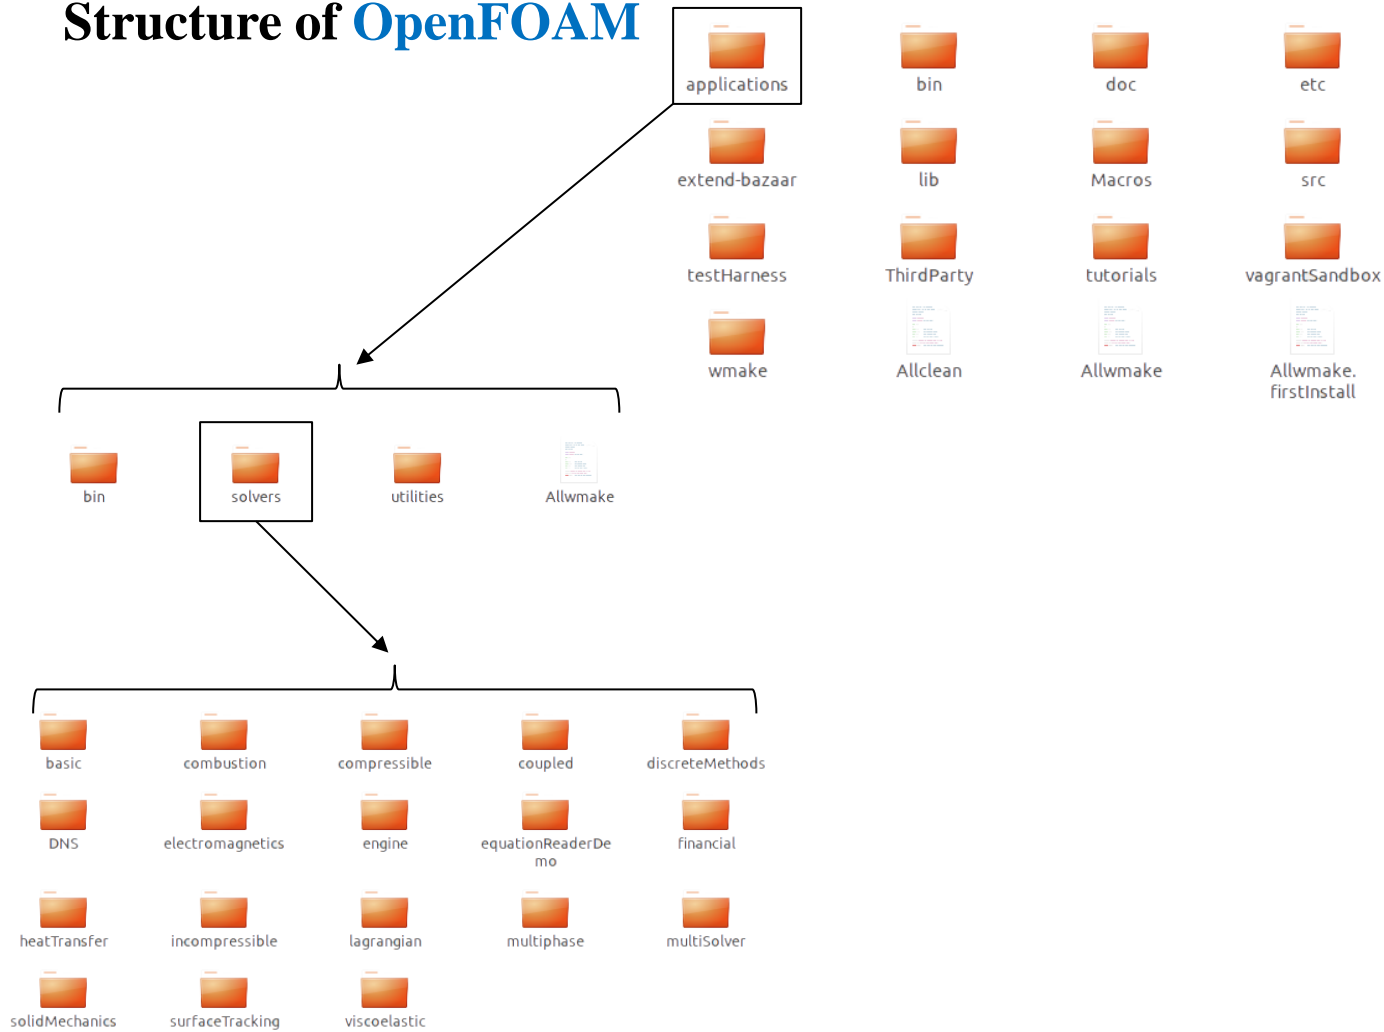 Structure of OpenFOAM
applications
bin
doc
etc
extend-bazaar
lib
Macros
src
testHarness
ThirdParty
tutorials
vagrantSandbox
wmake
Allclean
Allwmake
Allwmake.
firstInstall
bin
solvers
utilities
Allwmake
basic
combustion
compressible
coupled
discreteMethods
DNS
electromagnetics
engine
equationReaderDe
mo
financial
heatTransfer
incompressible
lagrangian
multiphase
multiSolver
solidMechanics
surfaceTracking
viscoelastic